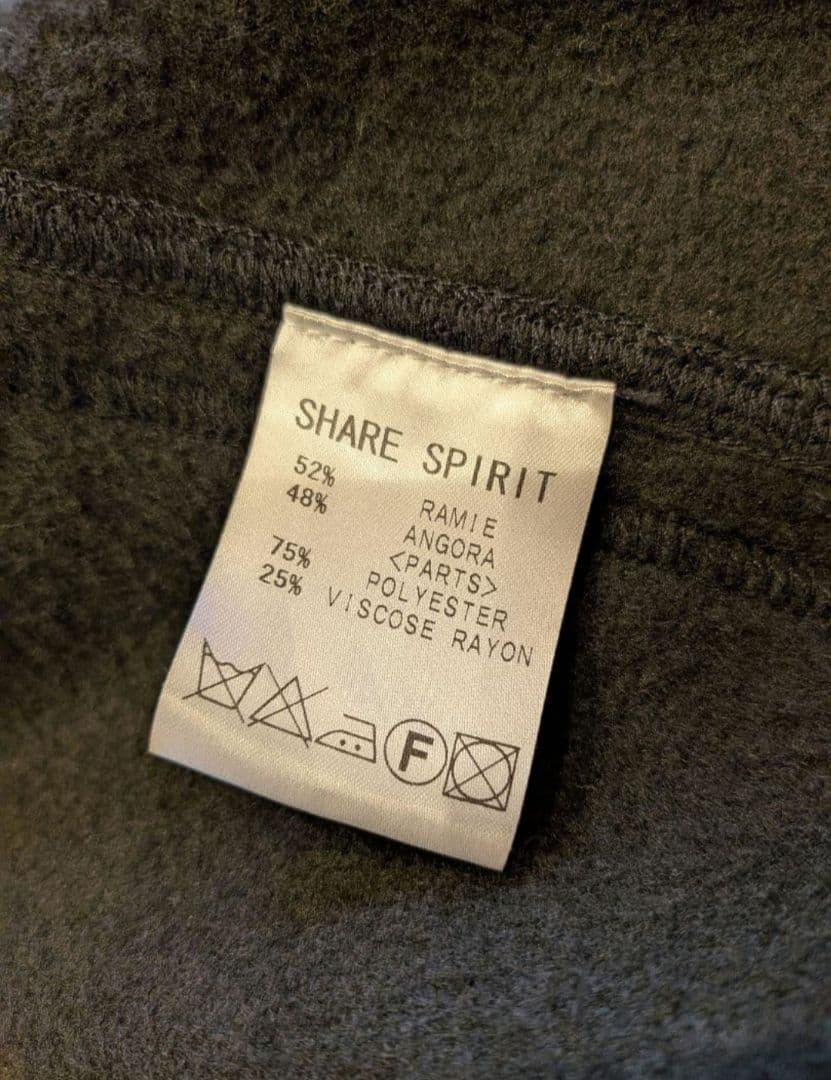 SHARE SPIRIT
52% RAMIE
48% ANGORA
<PARTS>
75% POLYESTER
25% VISCOSE RAYON
F